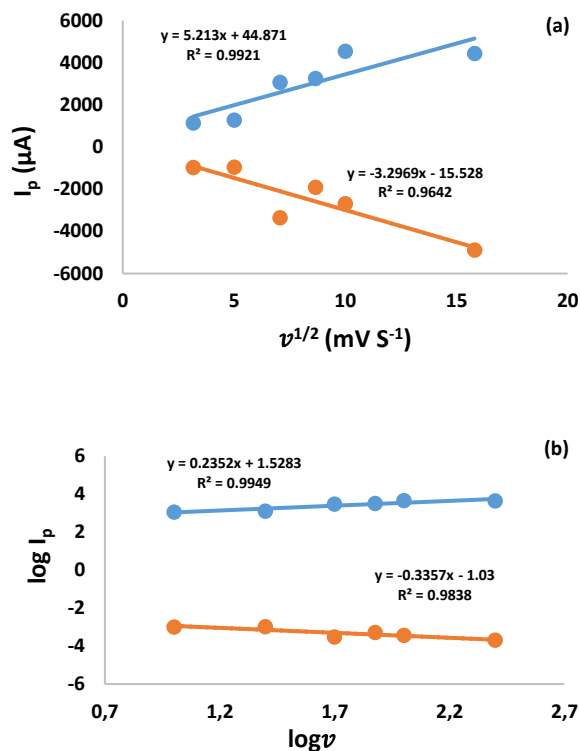 (a)
y = 5.213x + 44.871
R² = 0.9921
y = -3.2969x - 15.528
R² = 0.9642
6000
4000
2000
0
-2000
-4000
-6000
I_p (µA)
0 5 10 15 20
𝑣^1/2 (mV S⁻¹)
(b)
y = 0.2352x + 1.5283
R² = 0.9949
y = -0.3357x - 1.03
R² = 0.9838
6
4
2
0
-2
-4
-6
log I_p
0,7 1,2 1,7 2,2 2,7
log𝑣